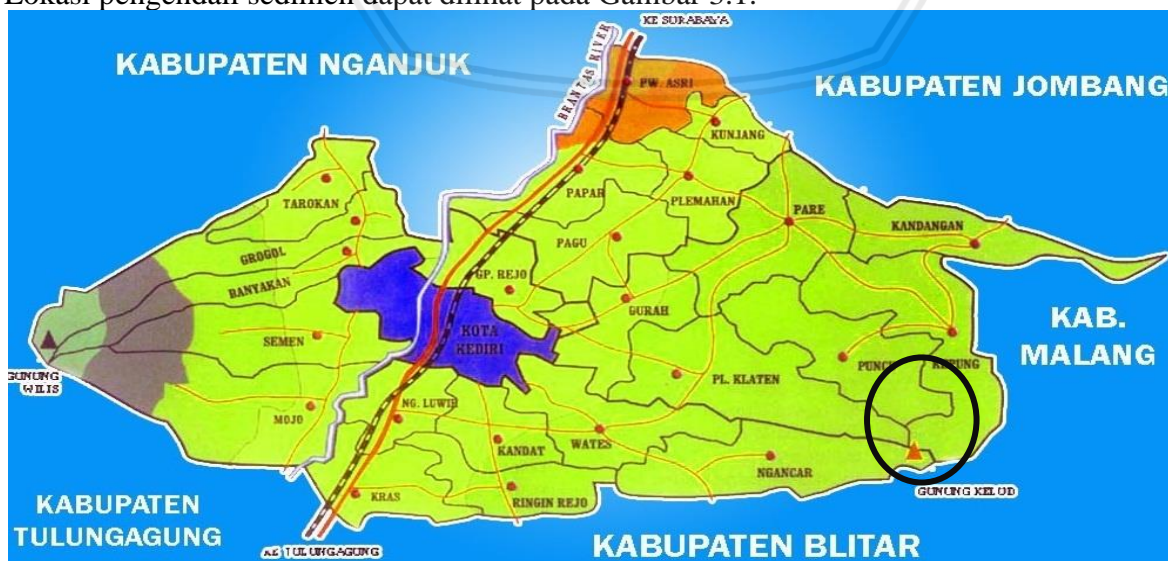 Lokasi pengendali sedimen dapat dilihat pada Gambar 3.1.
KE SURABAYA
KABUPATEN NGANJUK
BRANTAS RIVER
PW. ASRI
KABUPATEN JOMBANG
KUNJANG
PAPAR
PLEMAHAN
TAROKAN
PARE
KANDANGAN
GROGOL
PAGU
BANYAKAN
GP. REJO
GURAH
KAB.
MALANG
KOTA
KEDIRI
SEMEN
PUNCU
KEPUNG
GUNUNG
WILIS
PL. KLATEN
MOJO
NG. LUWIH
KANDAT
WATES
NGANCAR
GUNUNG KELUD
KRAS
RINGIN REJO
KABUPATEN
TULUNGAGUNG
KE TULUNGAGUNG
KABUPATEN BLITAR